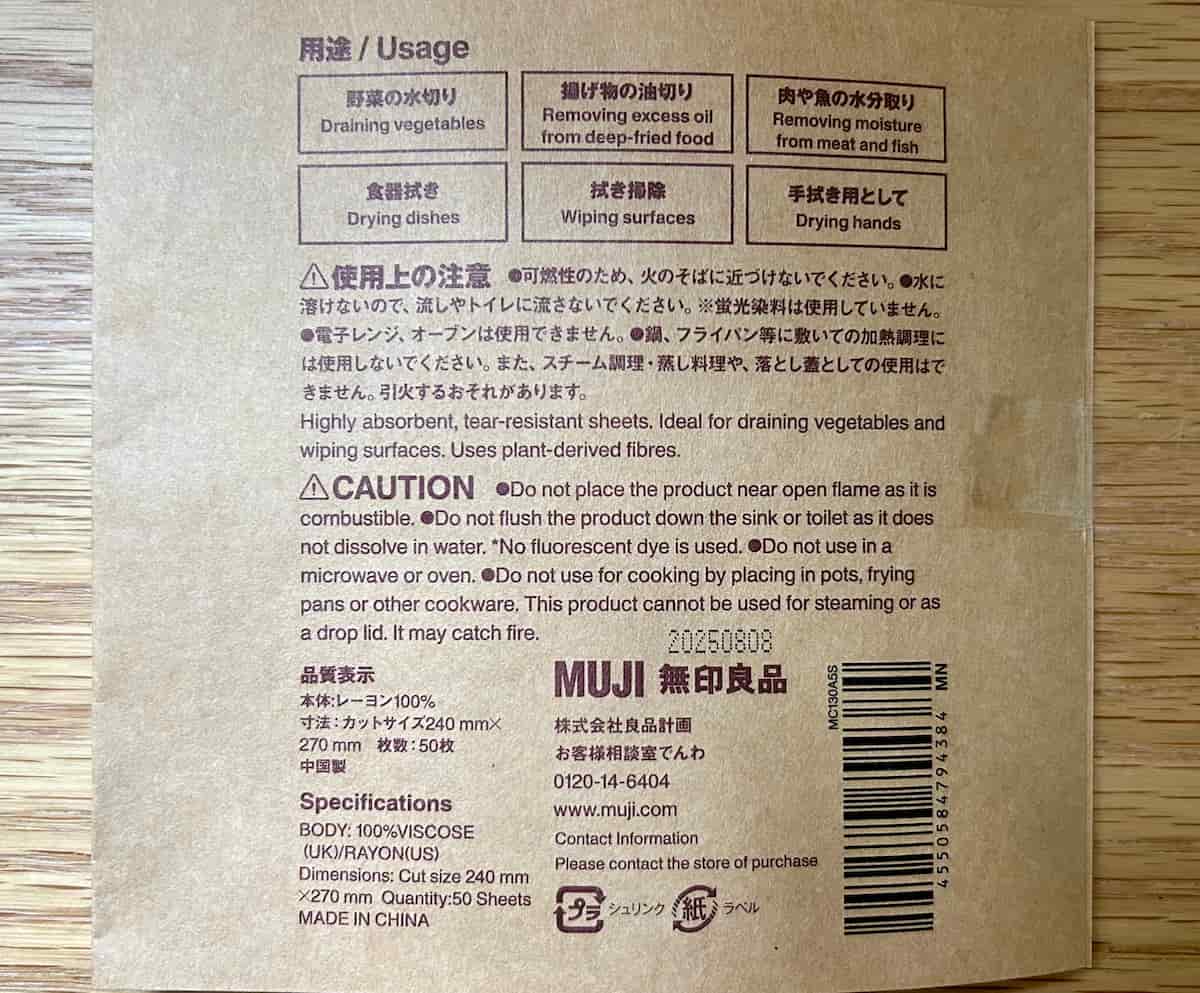 用途 / Usage
野菜の水切り
Draining vegetables
揚げ物の油切り
Removing excess oil
from deep-fried food
肉や魚の水分取り
Removing moisture
from meat and fish
食器拭き
Drying dishes
拭き掃除
Wiping surfaces
手拭き用として
Drying hands
⚠使用上の注意 ●可燃性のため、火のそばに近づけないでください。●水に
溶けないので、流しやトイレに流さないでください。※蛍光染料は使用していません。
●電子レンジ、オーブンは使用できません。●鍋、フライパン等に敷いての加熱調理に
は使用しないでください。また、スチーム調理・蒸し料理や、落とし蓋としての使用はで
きません。引火するおそれがあります。
Highly absorbent, tear-resistant sheets. Ideal for draining vegetables and
wiping surfaces. Uses plant-derived fibres.
⚠CAUTION ●Do not place the product near open flame as it is
combustible. ●Do not flush the product down the sink or toilet as it does
not dissolve in water. *No fluorescent dye is used. ●Do not use in a
microwave or oven. ●Do not use for cooking by placing in pots, frying
pans or other cookware. This product cannot be used for steaming or as
a drop lid. It may catch fire.
20250808
品質表示
本体:レーヨン100%
寸法：カットサイズ240 mm×
270 mm 枚数：50枚
中国製
Specifications
BODY: 100%VISCOSE
(UK)/RAYON(US)
Dimensions: Cut size 240 mm
×270 mm Quantity:50 Sheets
MADE IN CHINA
MUJI 無印良品
株式会社良品計画
お客様相談室でんわ
0120-14-6404
www.muji.com
Contact Information
Please contact the store of purchase
プラ シュリンク 紙 ラベル
MC130A5S
4550584794384 MN